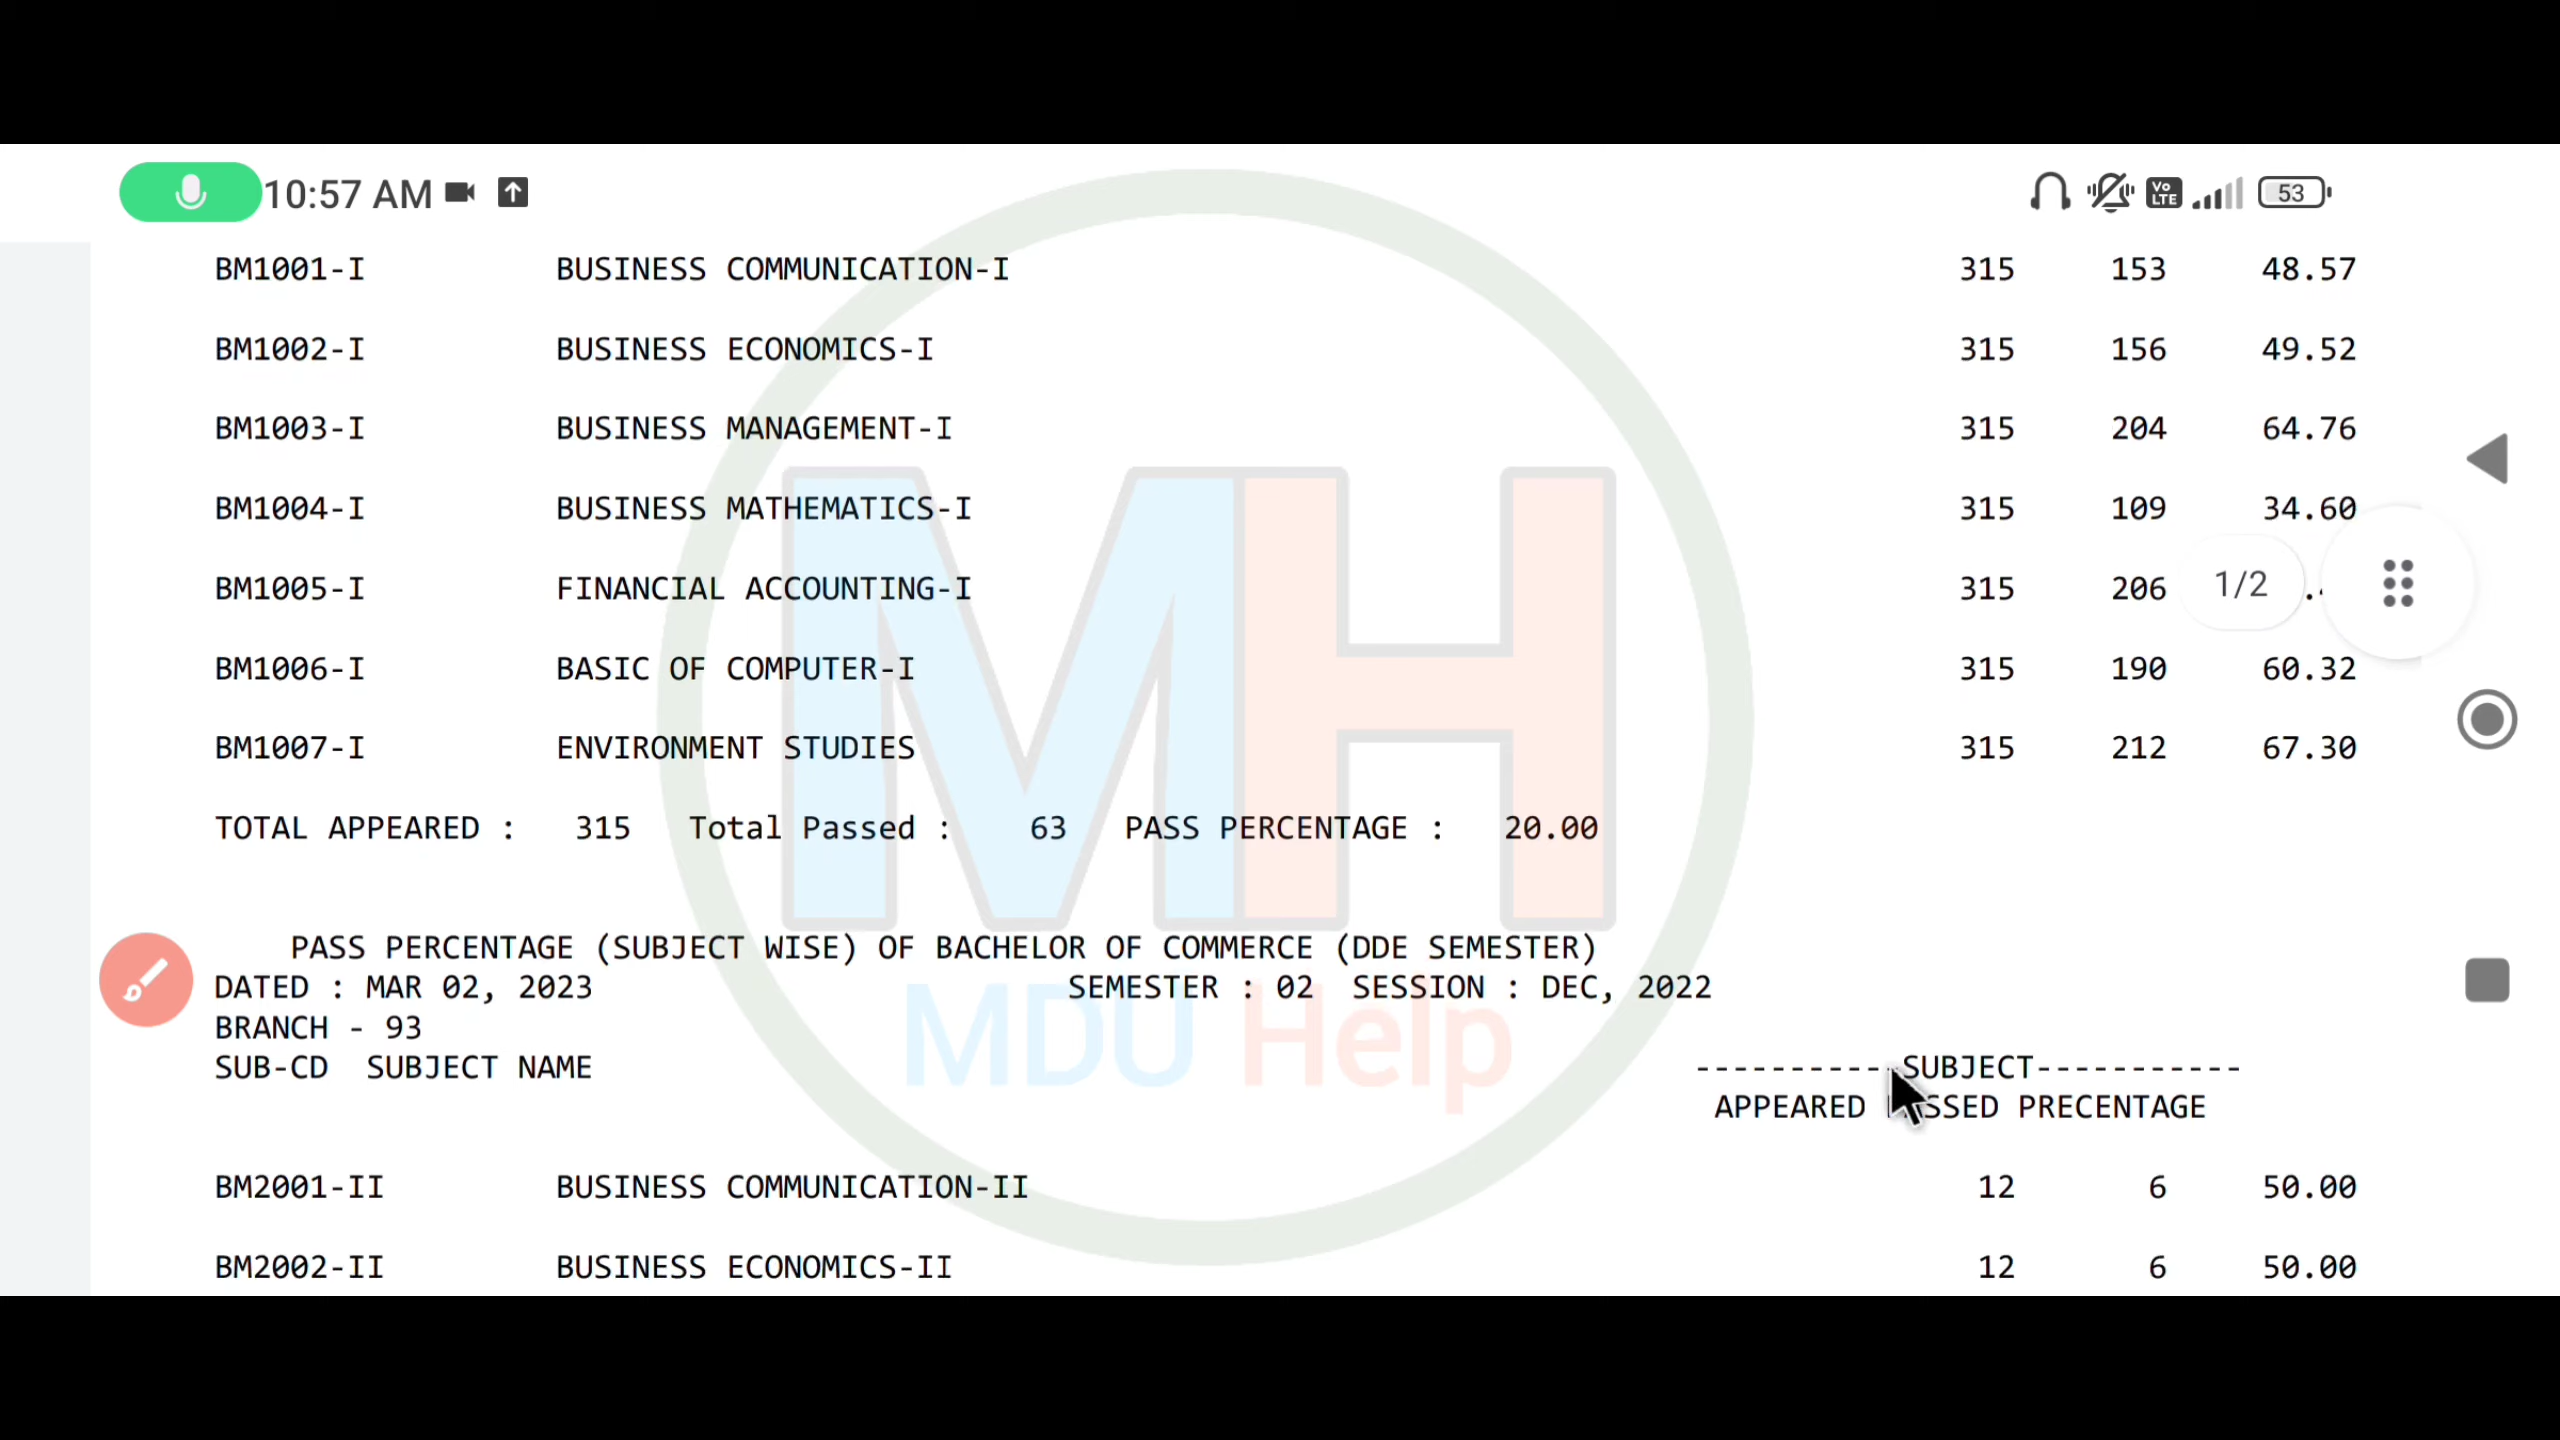 10:57 AM
Vo LTE
53
BM1001-I BUSINESS COMMUNICATION-I 315 153 48.57
BM1002-I BUSINESS ECONOMICS-I 315 156 49.52
BM1003-I BUSINESS MANAGEMENT-I 315 204 64.76
BM1004-I BUSINESS MATHEMATICS-I 315 109 34.60
BM1005-I FINANCIAL ACCOUNTING-I 315 206
1/2
BM1006-I BASIC OF COMPUTER-I 315 190 60.32
BM1007-I ENVIRONMENT STUDIES 315 212 67.30
TOTAL APPEARED : 315 Total Passed : 63 PASS PERCENTAGE : 20.00
PASS PERCENTAGE (SUBJECT WISE) OF BACHELOR OF COMMERCE (DDE SEMESTER)
DATED : MAR 02, 2023 SEMESTER : 02 SESSION : DEC, 2022
BRANCH - 93
SUB-CD SUBJECT NAME -----------SUBJECT-----------
APPEARED PRECENTAGE
BM2001-II BUSINESS COMMUNICATION-II 12 6 50.00
BM2002-II BUSINESS ECONOMICS-II 12 6 50.00
MH
MDU Help